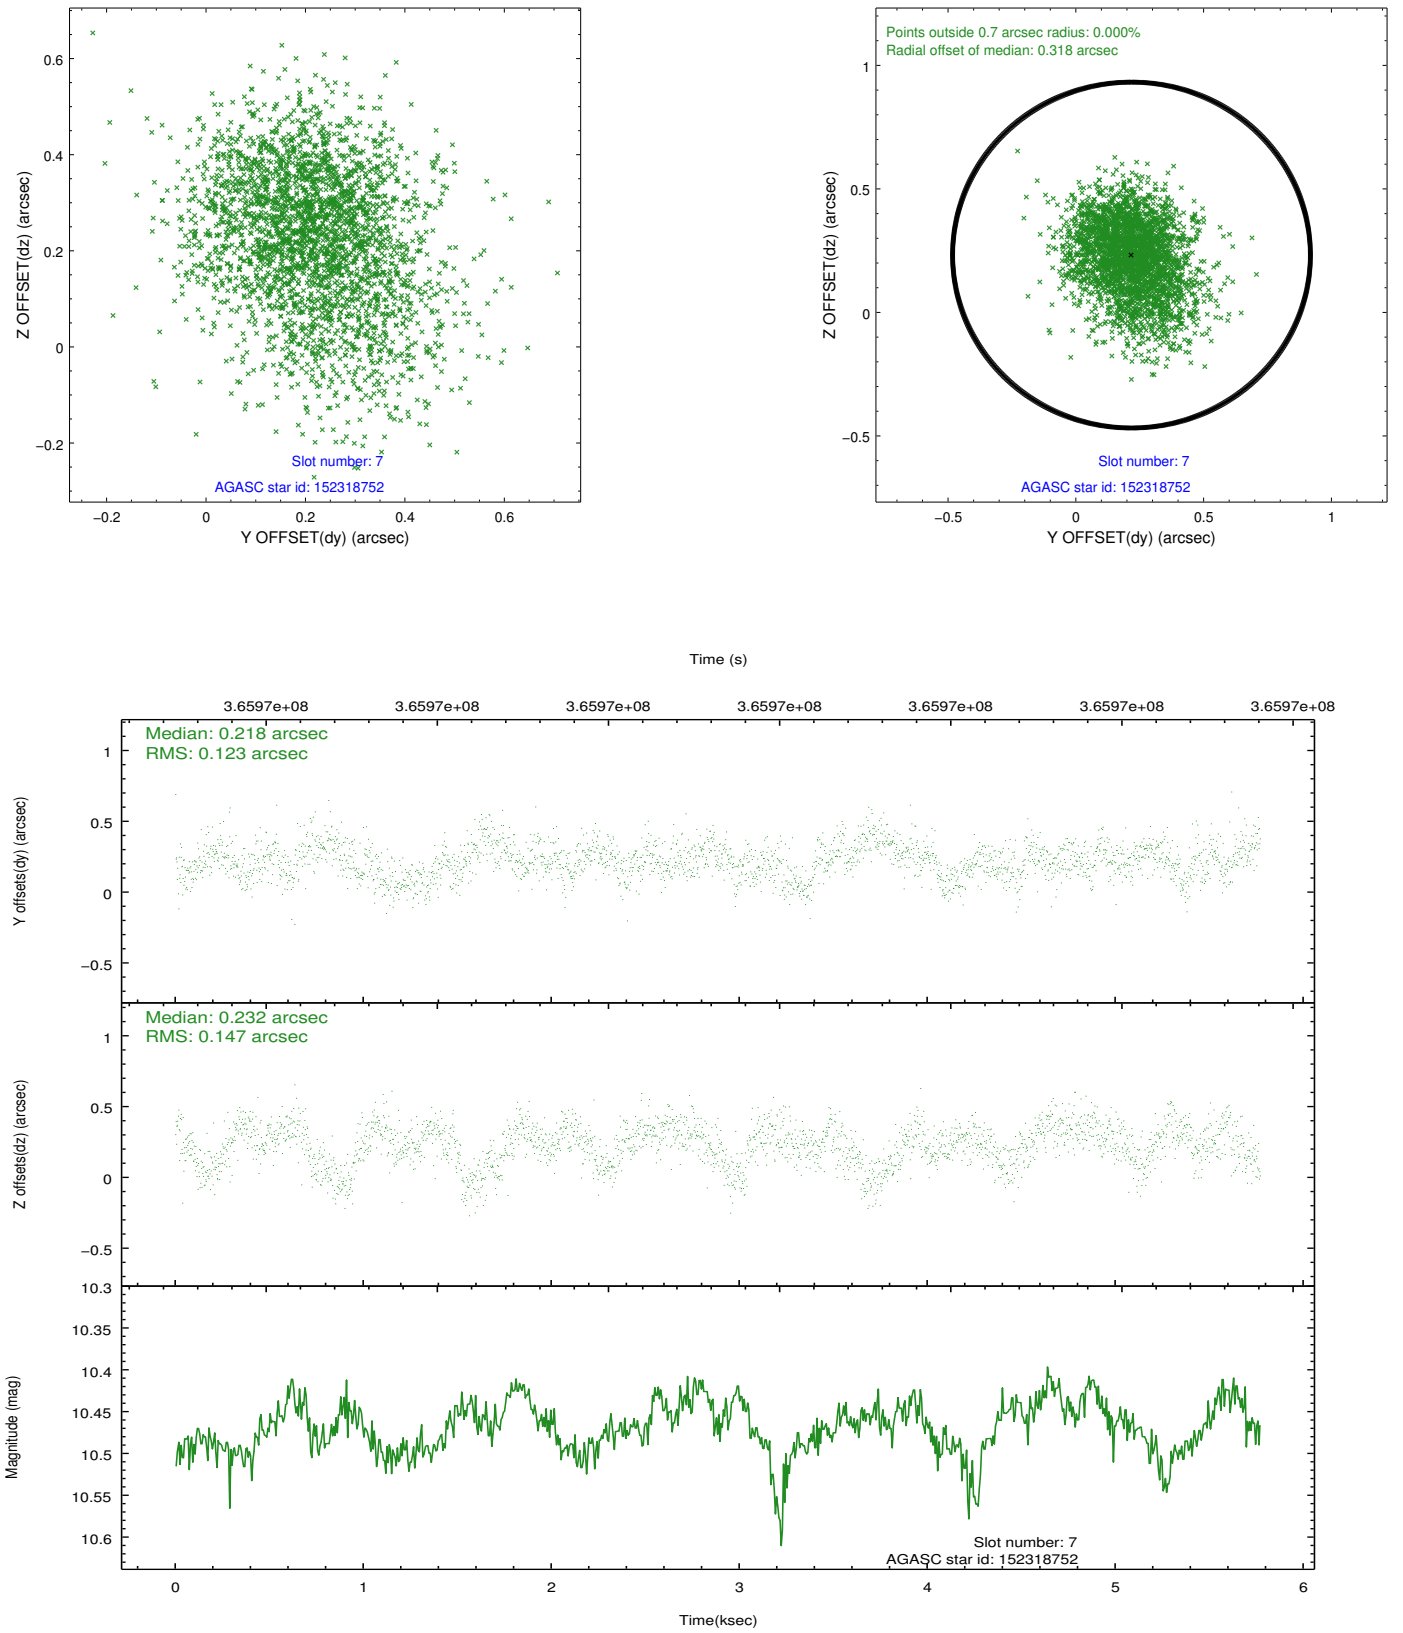 0.6
0.4
0.2
0
−0.2
Z OFFSET(dz) (arcsec)
Slot number: 7
AGASC star id: 152318752
−0.2 0 0.2 0.4 0.6
Y OFFSET(dy) (arcsec)
Points outside 0.7 arcsec radius: 0.000%
Radial offset of median: 0.318 arcsec
1
0.5
0
−0.5
Z OFFSET(dz) (arcsec)
Slot number: 7
AGASC star id: 152318752
−0.5 0 0.5 1
Y OFFSET(dy) (arcsec)
Time (s)
3.6597e+08 3.6597e+08 3.6597e+08 3.6597e+08 3.6597e+08 3.6597e+08 3.6597e+08
Median: 0.218 arcsec
RMS: 0.123 arcsec
1
0.5
0
−0.5
Y offsets(dy) (arcsec)
Median: 0.232 arcsec
RMS: 0.147 arcsec
1
0.5
0
−0.5
Z offsets(dz) (arcsec)
10.3
10.35
10.4
10.45
10.5
10.55
10.6
Magnitude (mag)
Slot number: 7
AGASC star id: 152318752
0 1 2 3 4 5 6
Time(ksec)